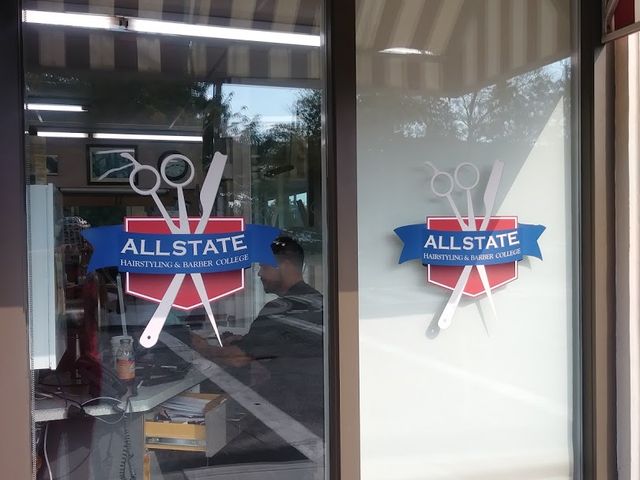 ALLSTATE
HAIRSTYLING & BARBER COLLEGE
ALLSTATE
HAIRSTYLING & BARBER COLLEGE